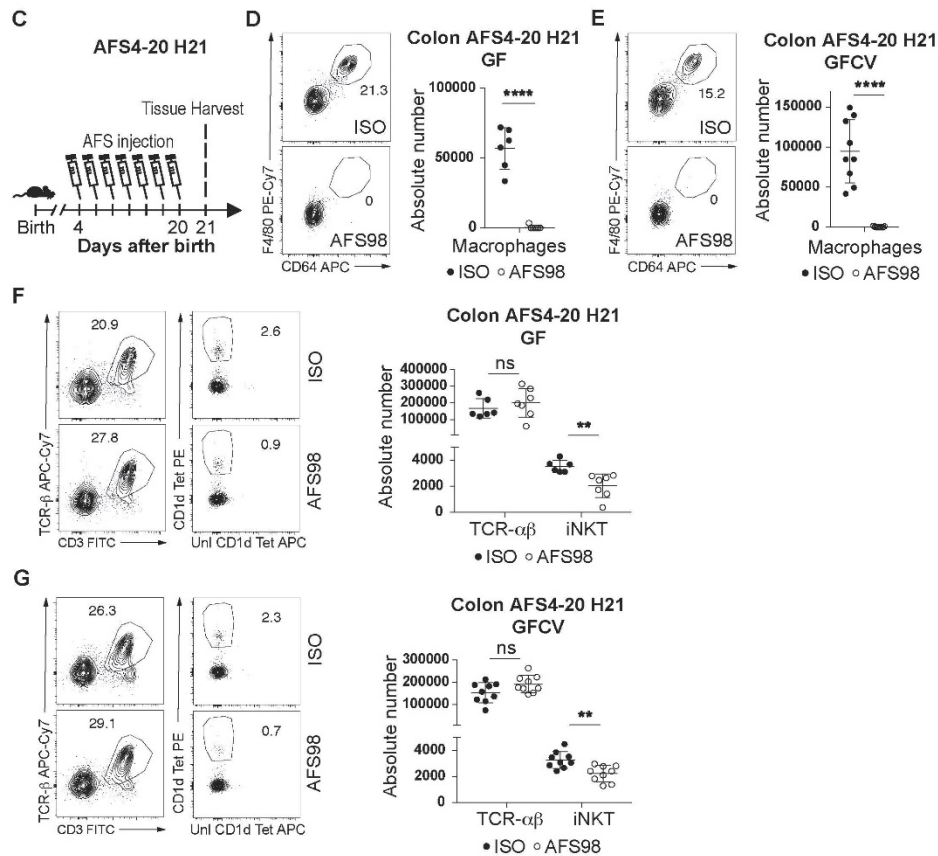 C
AFS4-20 H21
Tissue Harvest
AFS injection
Birth
4
20
21
Days after birth
D
F4/80 PE-Cy7
21.3
ISO
0
AFS98
CD64 APC
Colon AFS4-20 H21
GF
Absolute number
100000
50000
0
****
Macrophages
ISO AFS98
E
F4/80 PE-Cy7
15.2
ISO
0
AFS98
CD64 APC
Colon AFS4-20 H21
GFCV
Absolute number
150000
100000
50000
0
****
Macrophages
ISO AFS98
F
TCR-β APC-Cy7
20.9
27.8
CD3 FITC
CD1d Tet PE
2.6
ISO
0.9
AFS98
Unl CD1d Tet APC
Colon AFS4-20 H21
GF
Absolute number
400000
300000
200000
100000
4000
2000
0
ns
**
TCR-αβ iNKT
ISO AFS98
G
TCR-β APC-Cy7
26.3
29.1
CD3 FITC
CD1d Tet PE
2.3
ISO
0.7
AFS98
Unl CD1d Tet APC
Colon AFS4-20 H21
GFCV
Absolute number
300000
200000
100000
4000
2000
0
ns
**
TCR-αβ iNKT
ISO AFS98